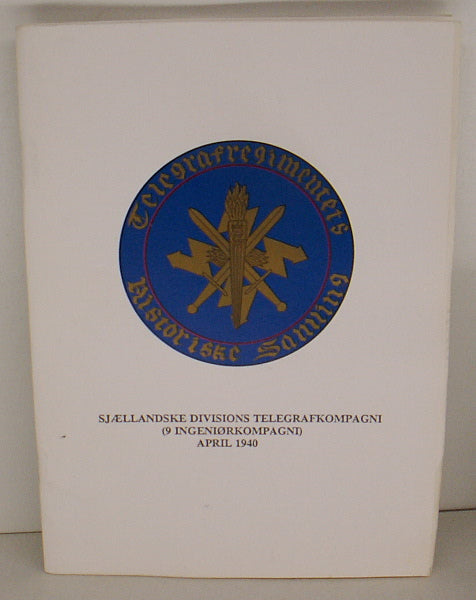 Telegrafregimentets
Historiske Samling
SJÆLLANDSKE DIVISIONS TELEGRAFKOMPAGNI
(9 INGENIØRKOMPAGNI)
APRIL 1940